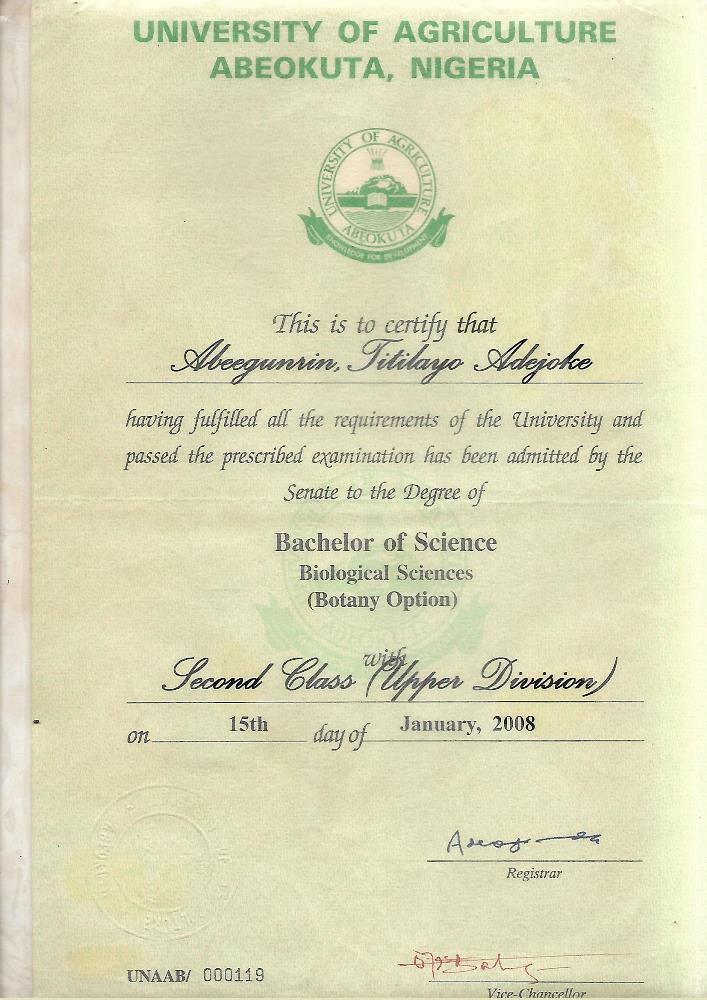 UNIVERSITY OF AGRICULTURE
ABEOKUTA, NIGERIA
UNIVERSITY OF AGRICULTURE
ABEOKUTA
KNOWLEDGE FOR DEVELOPMENT
This is to certify that
Abeegunrin, Titilayo Adejoke
having fulfilled all the requirements of the University and
passed the prescribed examination has been admitted by the
Senate to the Degree of
Bachelor of Science
Biological Sciences
(Botany Option)
with
Second Class (Upper Division)
on 15th day of January, 2008
Registrar
UNAAB/ 000119
Vice-Chancellor